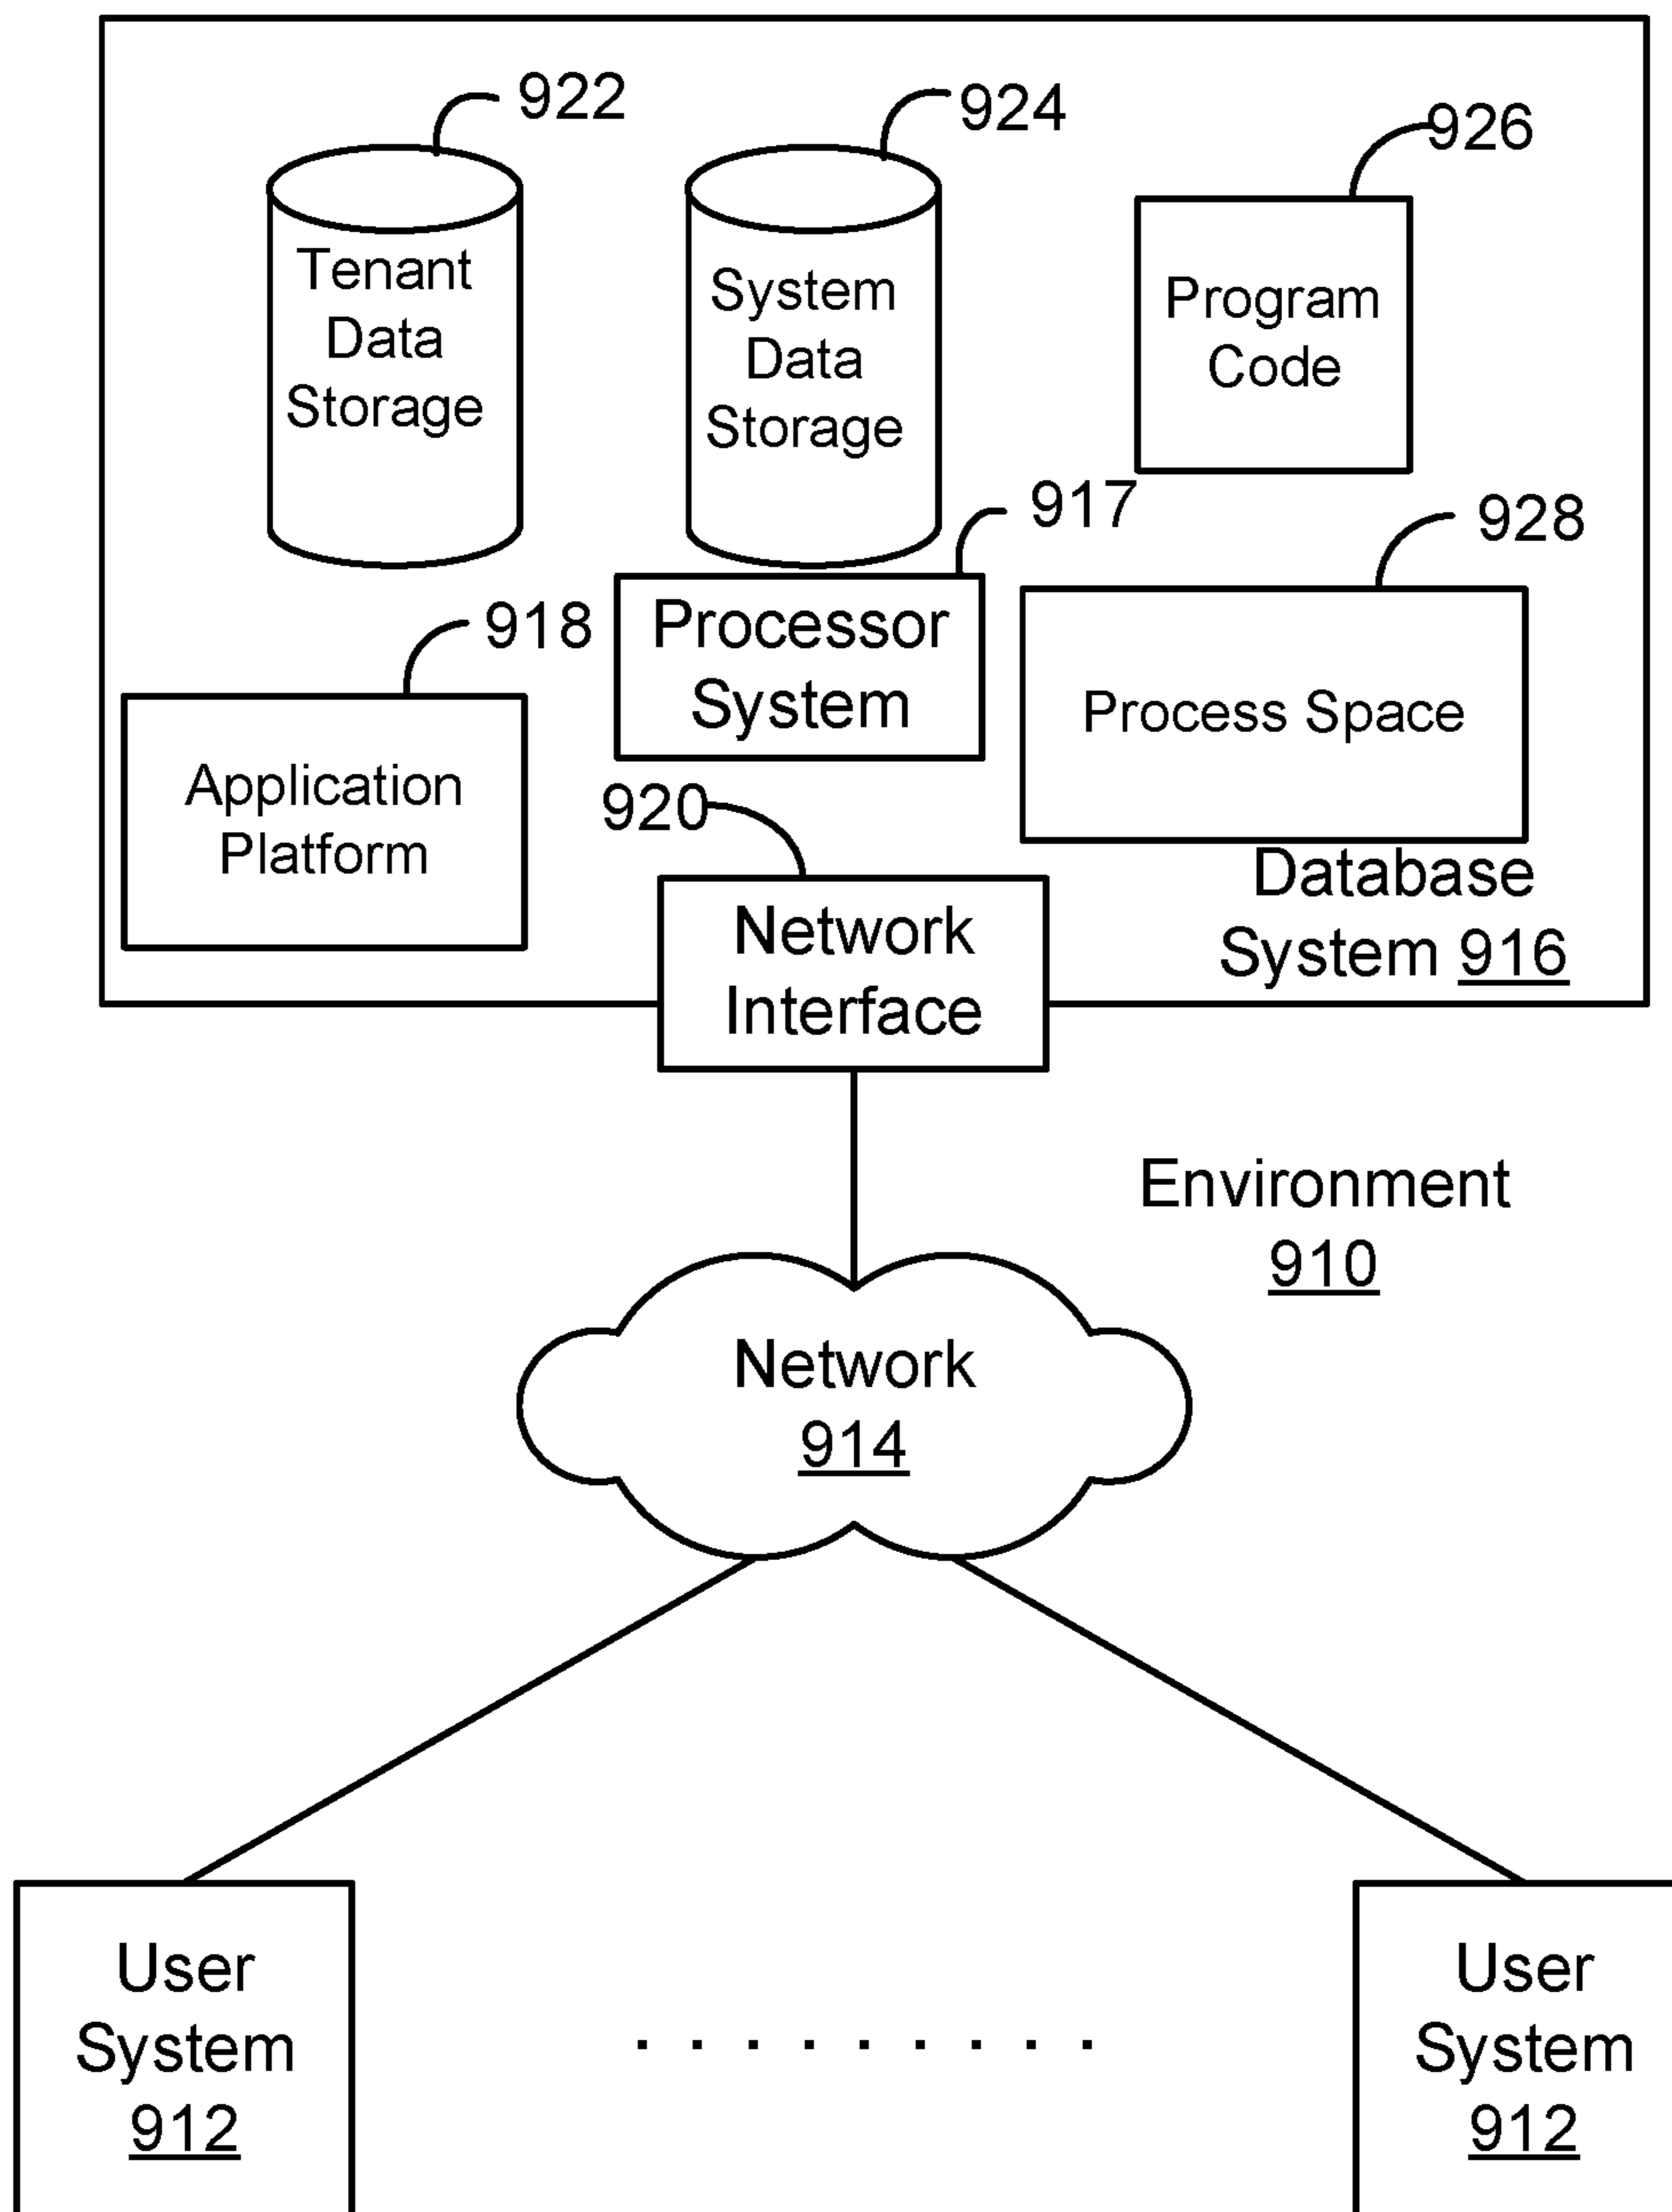 922
924
926
Tenant
Data
Storage
System
Data
Storage
Program
Code
917
928
918
Processor
System
Process Space
Application
Platform
920
Database
System 916
Network
Interface
Environment
910
Network
914
User
System
912
. . . . . . . . .
User
System
912